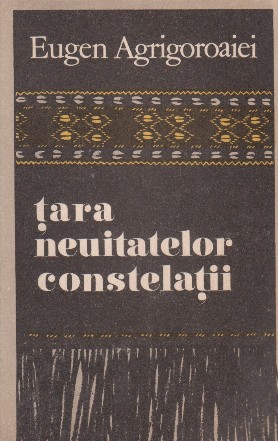 Eugen Agrigoroaiei
țara
neuitatelor
constelații